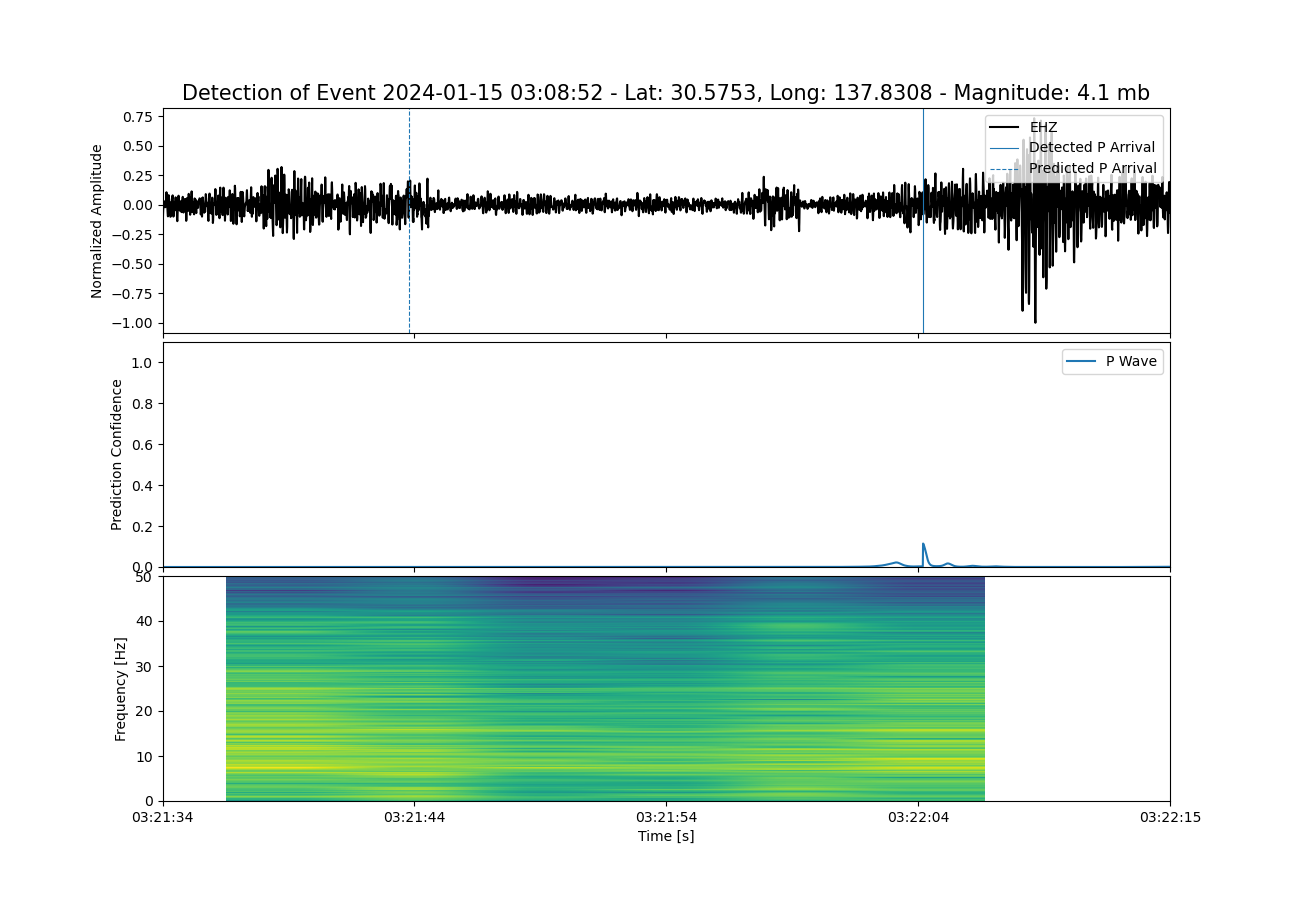 Detection of Event 2024-01-15 03:08:52 - Lat: 30.5753, Long: 137.8308 - Magnitude: 4.1 mb
Normalized Amplitude
0.75
0.50
0.25
0.00
−0.25
−0.50
−0.75
−1.00
EHZ
Detected P Arrival
Predicted P Arrival
Prediction Confidence
1.0
0.8
0.6
0.4
0.2
0.0
P Wave
Frequency [Hz]
50
40
30
20
10
0
03:21:34 03:21:44 03:21:54 03:22:04 03:22:15
Time [s]